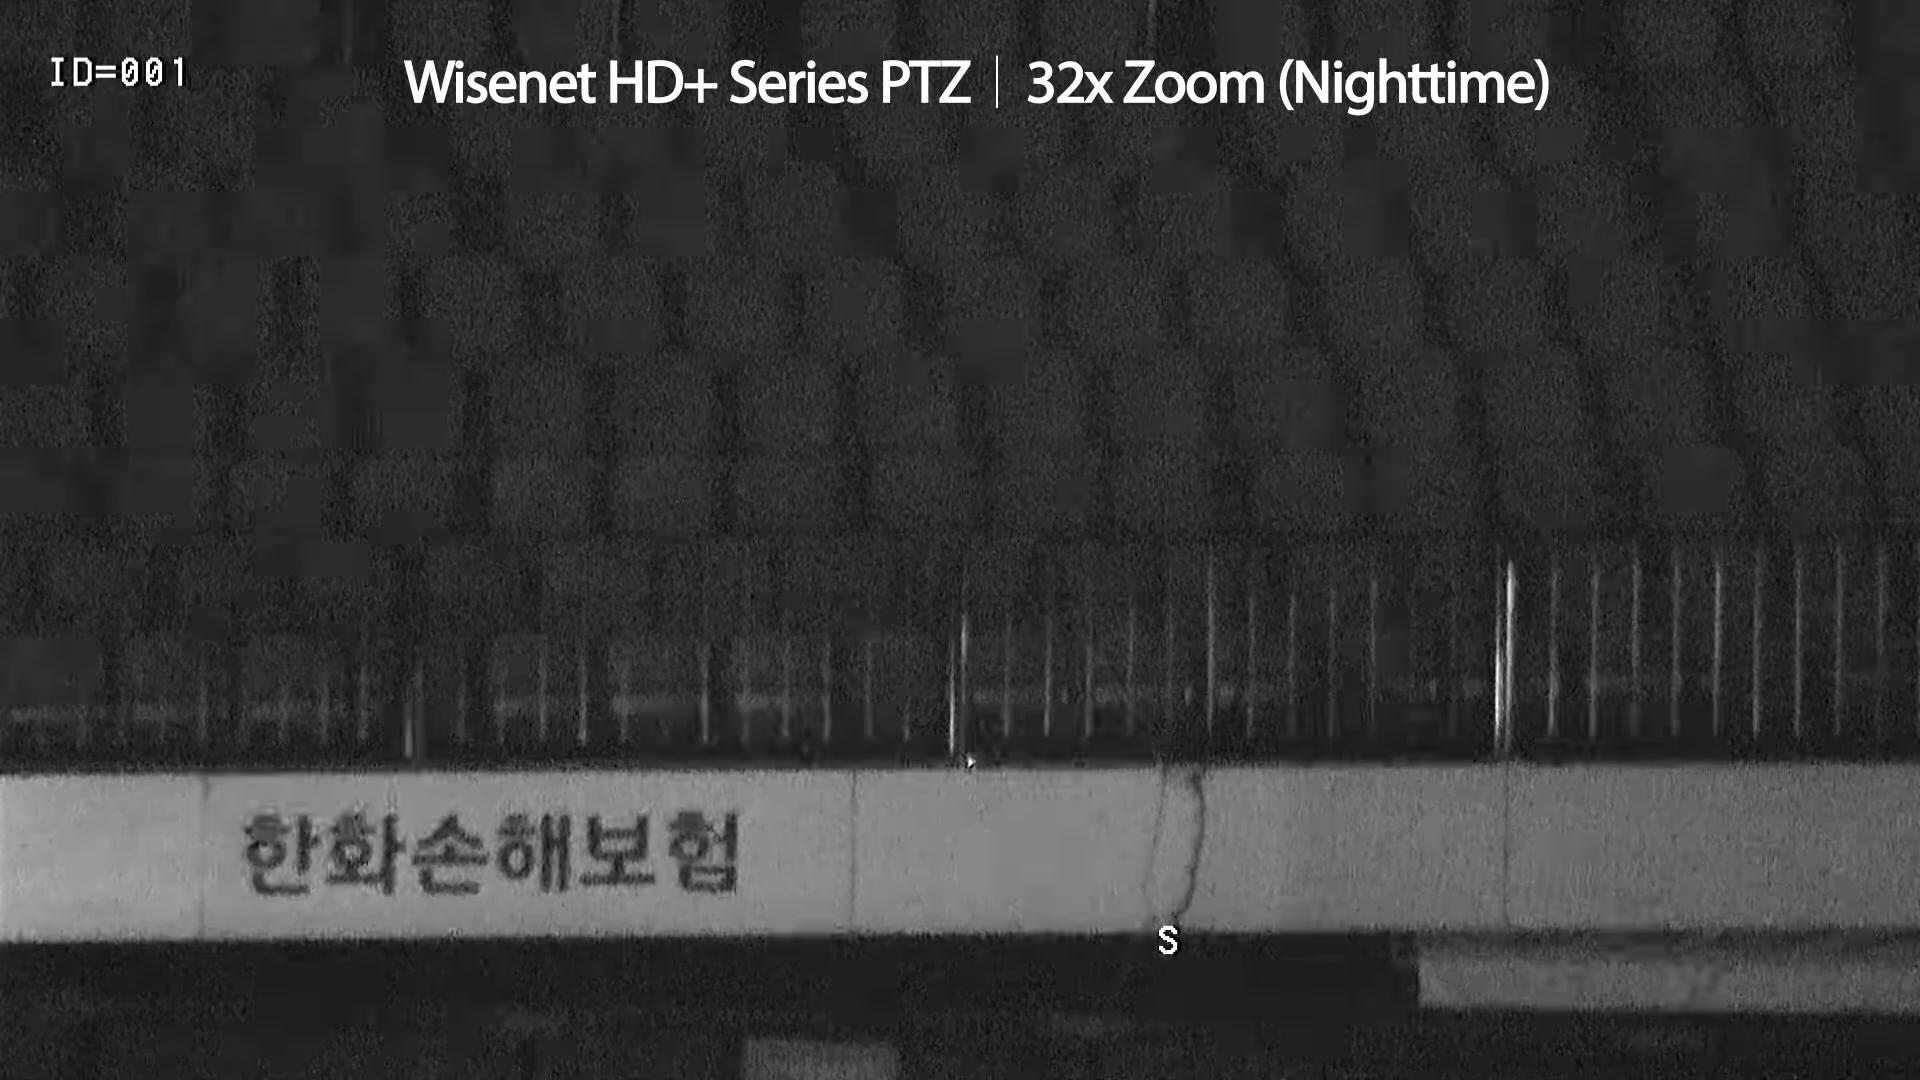 ID=001
Wisenet HD+ Series PTZ | 32x Zoom (Nighttime)
한화손해보험
S